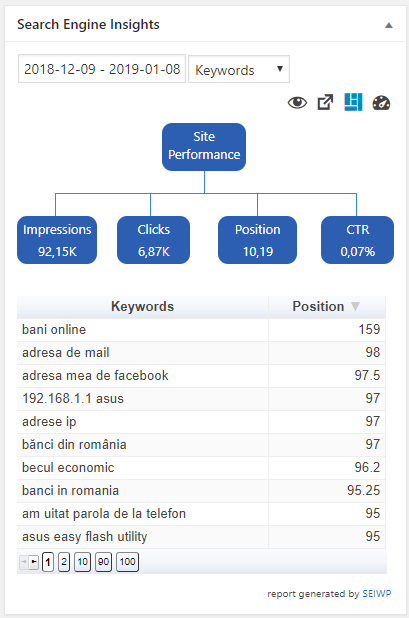 Search Engine Insights
2018-12-09 - 2019-01-08 Keywords
Site
Performance
Impressions Clicks Position CTR
92,15K 6,87K 10,19 0,07%
Keywords Position
bani online 159
adresa de mail 98
adresa mea de facebook 97.5
192.168.1.1 asus 97
adrese ip 97
bănci din românia 97
becul economic 96.2
banci in romania 95.25
am uitat parola de la telefon 95
asus easy flash utility 95
1 2 10 90 100
report generated by SEIWP